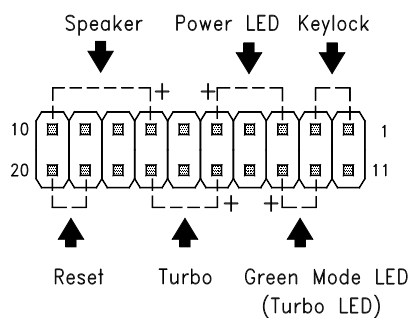 Speaker Power LED Keylock
+ +
10 1
20 11
+ +
Reset Turbo Green Mode LED
(Turbo LED)